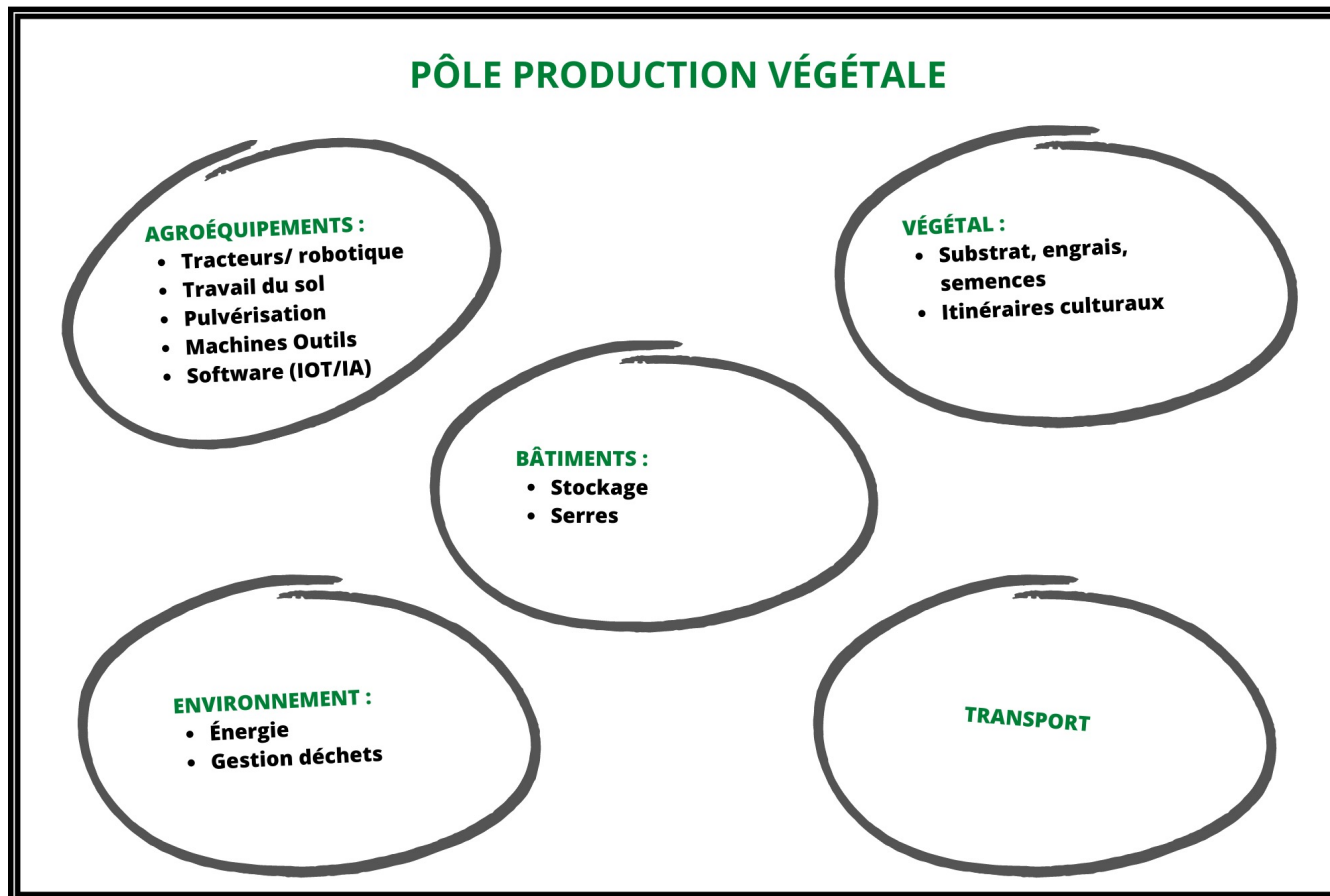 PÔLE PRODUCTION VÉGÉTALE
AGROÉQUIPEMENTS :
• Tracteurs/ robotique
• Travail du sol
• Pulvérisation
• Machines Outils
• Software (IOT/IA)
VÉGÉTAL :
• Substrat, engrais,
semences
• Itinéraires culturaux
BÂTIMENTS :
• Stockage
• Serres
ENVIRONNEMENT :
• Énergie
• Gestion déchets
TRANSPORT